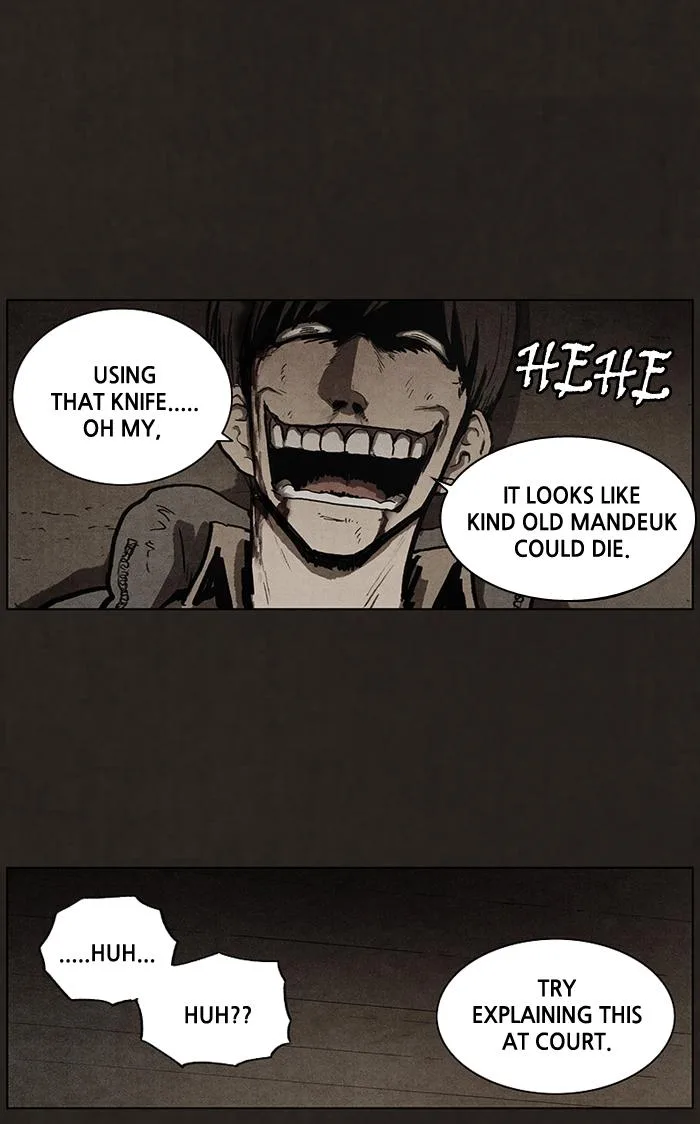 USING
THAT KNIFE.....
OH MY,
HEHE
IT LOOKS LIKE
KIND OLD MANDEUK
COULD DIE.
.....HUH...
HUH??
TRY
EXPLAINING THIS
AT COURT.